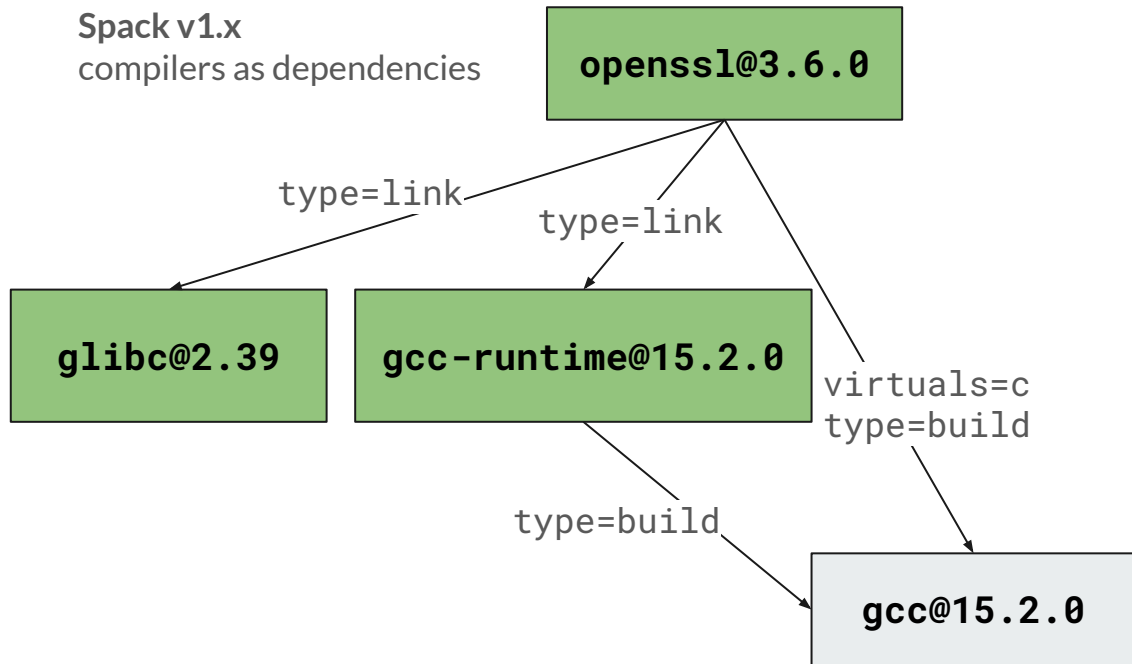 Spack v1.x
compilers as dependencies
openssl@3.6.0
type=link
type=link
glibc@2.39
gcc-runtime@15.2.0
virtuals=c
type=build
type=build
gcc@15.2.0